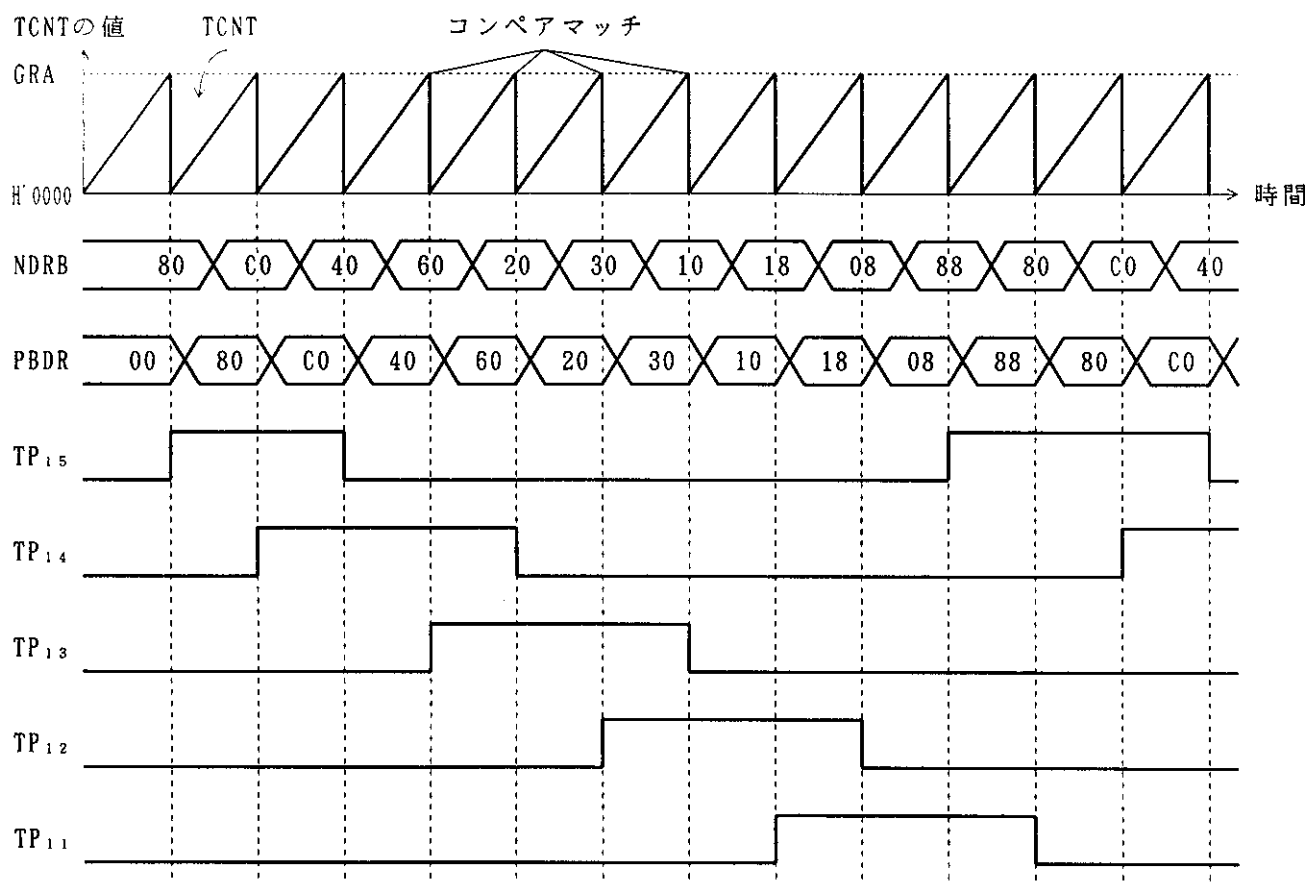 TCNTの値 TCNT コンペアマッチ
GRA
H'0000 時間
NDRB 80 C0 40 60 20 30 10 18 08 88 80 C0 40
PBDR 00 80 C0 40 60 20 30 10 18 08 88 80 C0
TP₁₅
TP₁₄
TP₁₃
TP₁₂
TP₁₁